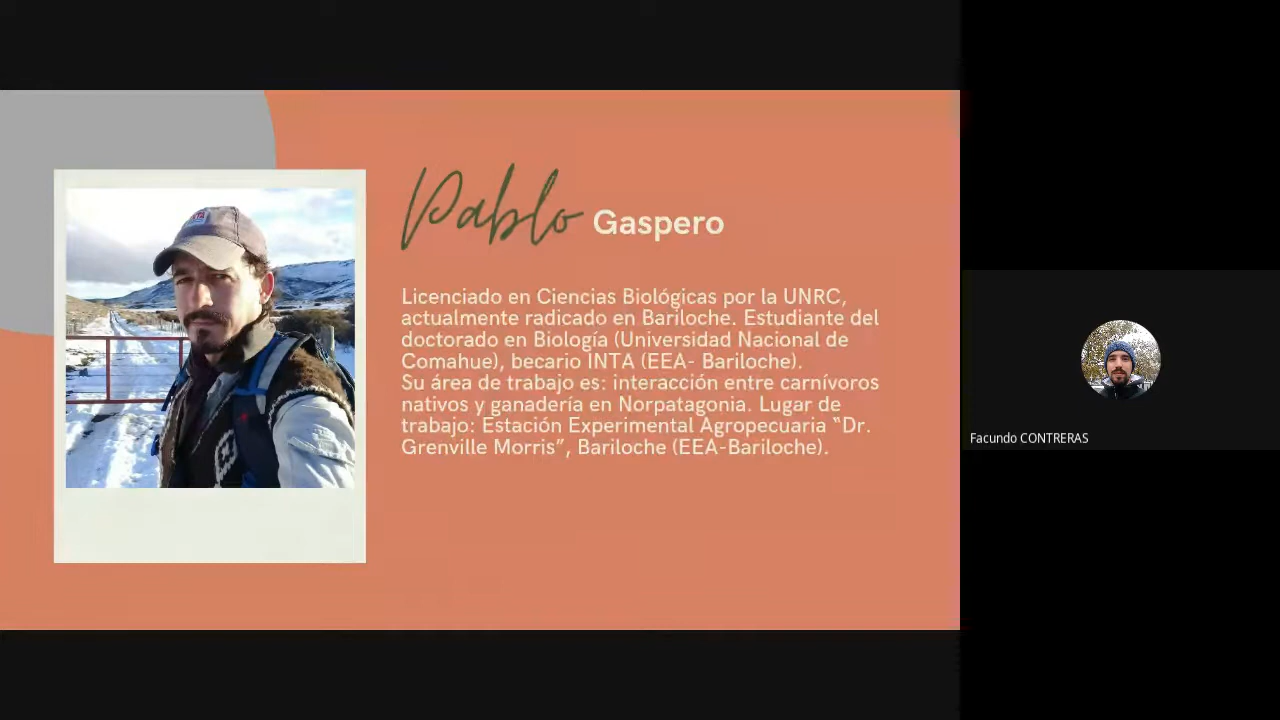 Pablo Gaspero
Licenciado en Ciencias Biológicas por la UNRC,
actualmente radicado en Bariloche. Estudiante del
doctorado en Biología (Universidad Nacional de
Comahue), becario INTA (EEA- Bariloche).
Su área de trabajo es: interacción entre carnívoros
nativos y ganadería en Norpatagonia. Lugar de
trabajo: Estación Experimental Agropecuaria “Dr.
Grenville Morris”, Bariloche (EEA-Bariloche).
Facundo CONTRERAS